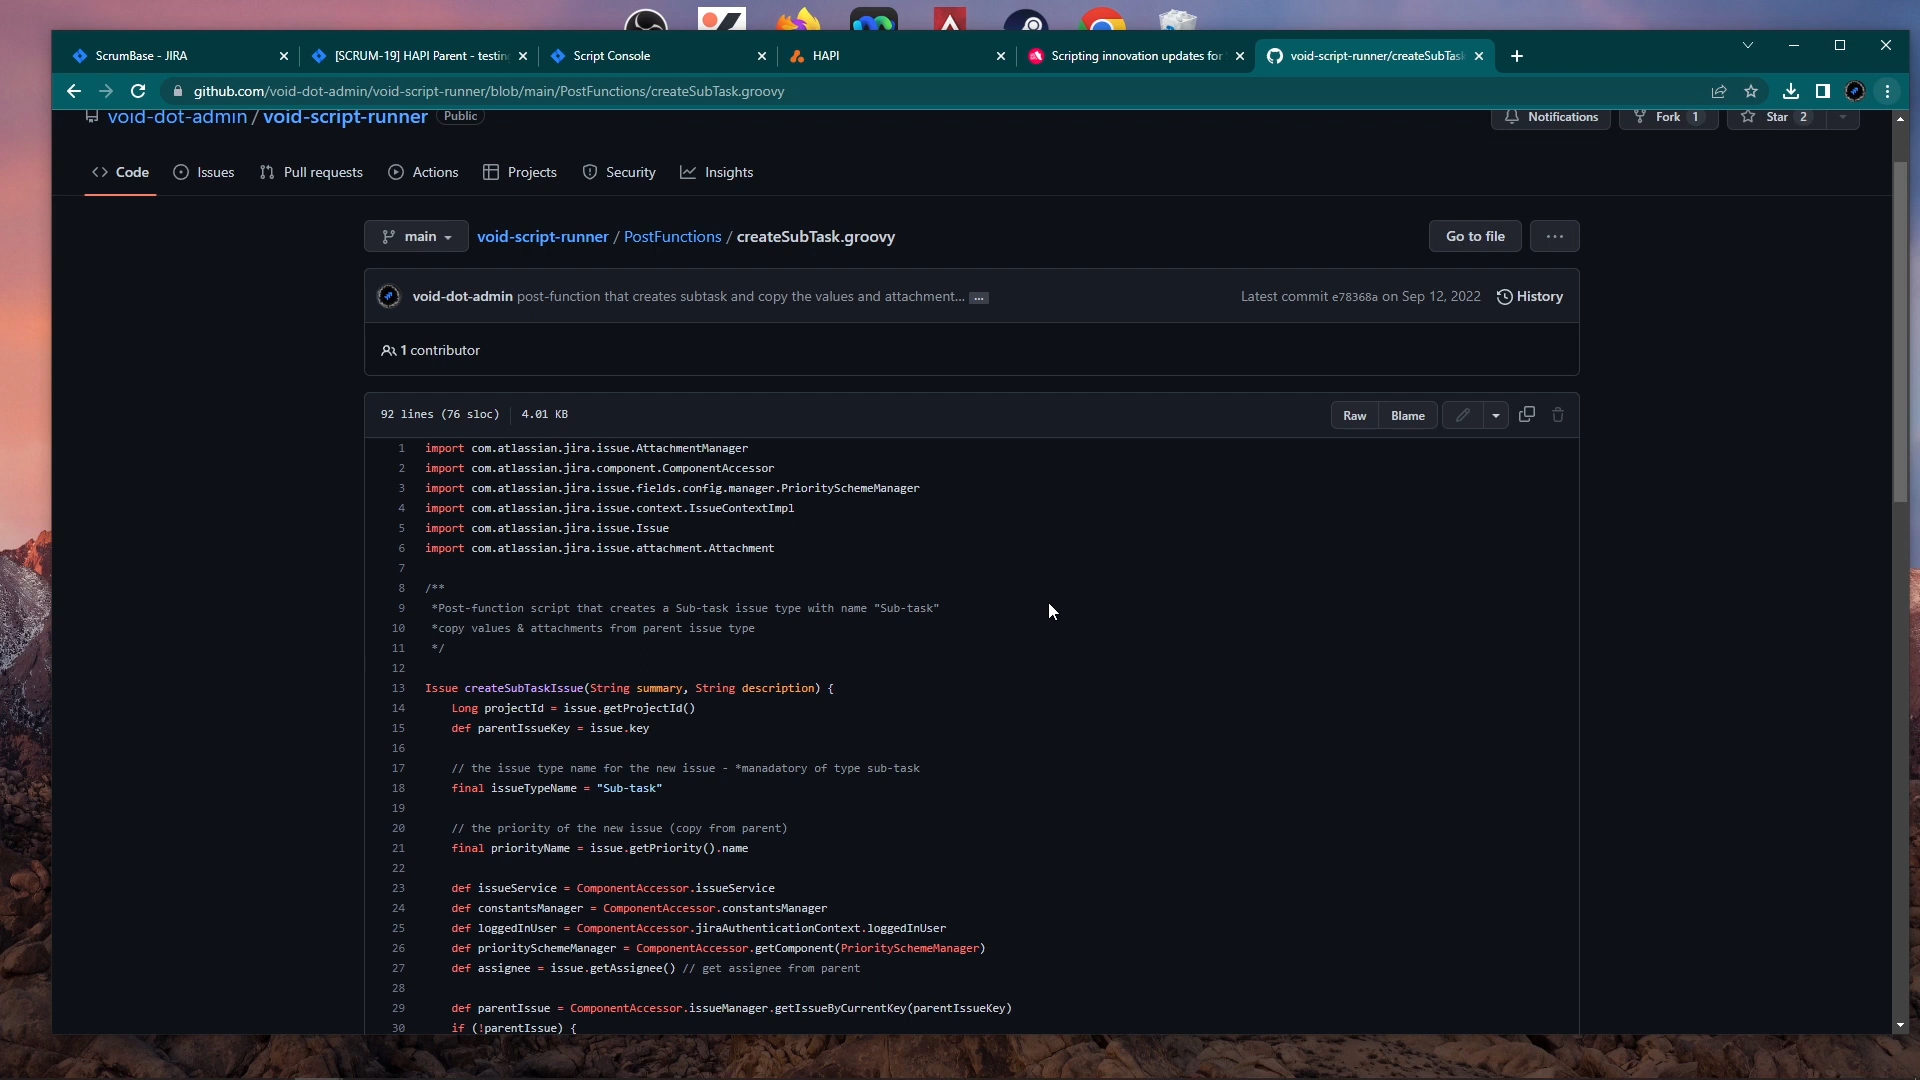 ScrumBase - JIRA
[SCRUM-19] HAPI Parent - testin
Script Console
HAPI
Scripting innovation updates for
void-script-runner/createSubTask
github.com/void-dot-admin/void-script-runner/blob/main/PostFunctions/createSubTask.groovy
void-dot-admin / void-script-runner Public
Notifications
Fork 1
Star 2
Code
Issues
Pull requests
Actions
Projects
Security
Insights
main
void-script-runner / PostFunctions / createSubTask.groovy
Go to file
...
void-dot-admin post-function that creates subtask and copy the values and attachment... ...
Latest commit e78368a on Sep 12, 2022
History
1 contributor
92 lines (76 sloc) 4.01 KB
Raw
Blame
1 import com.atlassian.jira.issue.AttachmentManager
2 import com.atlassian.jira.component.ComponentAccessor
3 import com.atlassian.jira.issue.fields.config.manager.PrioritySchemeManager
4 import com.atlassian.jira.issue.context.IssueContextImpl
5 import com.atlassian.jira.issue.Issue
6 import com.atlassian.jira.issue.attachment.Attachment
7
8 /**
9 *Post-function script that creates a Sub-task issue type with name "Sub-task"
10 *copy values & attachments from parent issue type
11 */
12
13 Issue createSubTaskIssue(String summary, String description) {
14 Long projectId = issue.getProjectId()
15 def parentIssueKey = issue.key
16
17 // the issue type name for the new issue - *manadatory of type sub-task
18 final issueTypeName = "Sub-task"
19
20 // the priority of the new issue (copy from parent)
21 final priorityName = issue.getPriority().name
22
23 def issueService = ComponentAccessor.issueService
24 def constantsManager = ComponentAccessor.constantsManager
25 def loggedInUser = ComponentAccessor.jiraAuthenticationContext.loggedInUser
26 def prioritySchemeManager = ComponentAccessor.getComponent(PrioritySchemeManager)
27 def assignee = issue.getAssignee() // get assignee from parent
28
29 def parentIssue = ComponentAccessor.issueManager.getIssueByCurrentKey(parentIssueKey)
30 if (!parentIssue) {